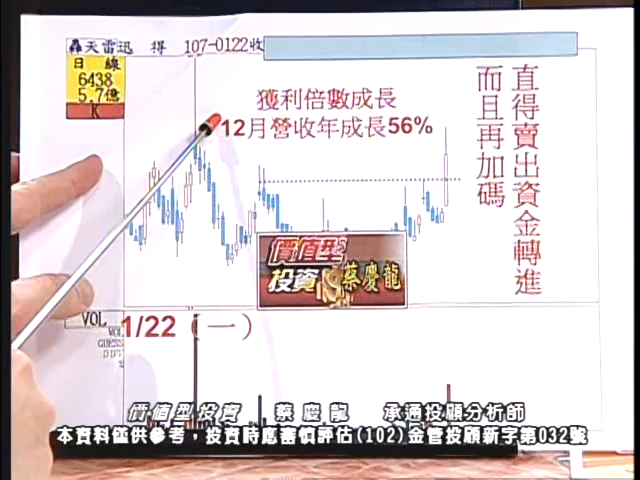 轟天雷迅 得 107-0122收
日 線
6438
5.7億
K
獲利倍數成長
12月營收年成長56%
直得賣出資金轉進
而且再加碼
價值型
投資 蔡慶龍
VOL
1/22 (一)
VOL
GUESS
DIF
價值型投資 蔡慶龍 承通投顧分析師
本資料僅供參考，投資時應審慎評估(102)金管投顧新字第032號